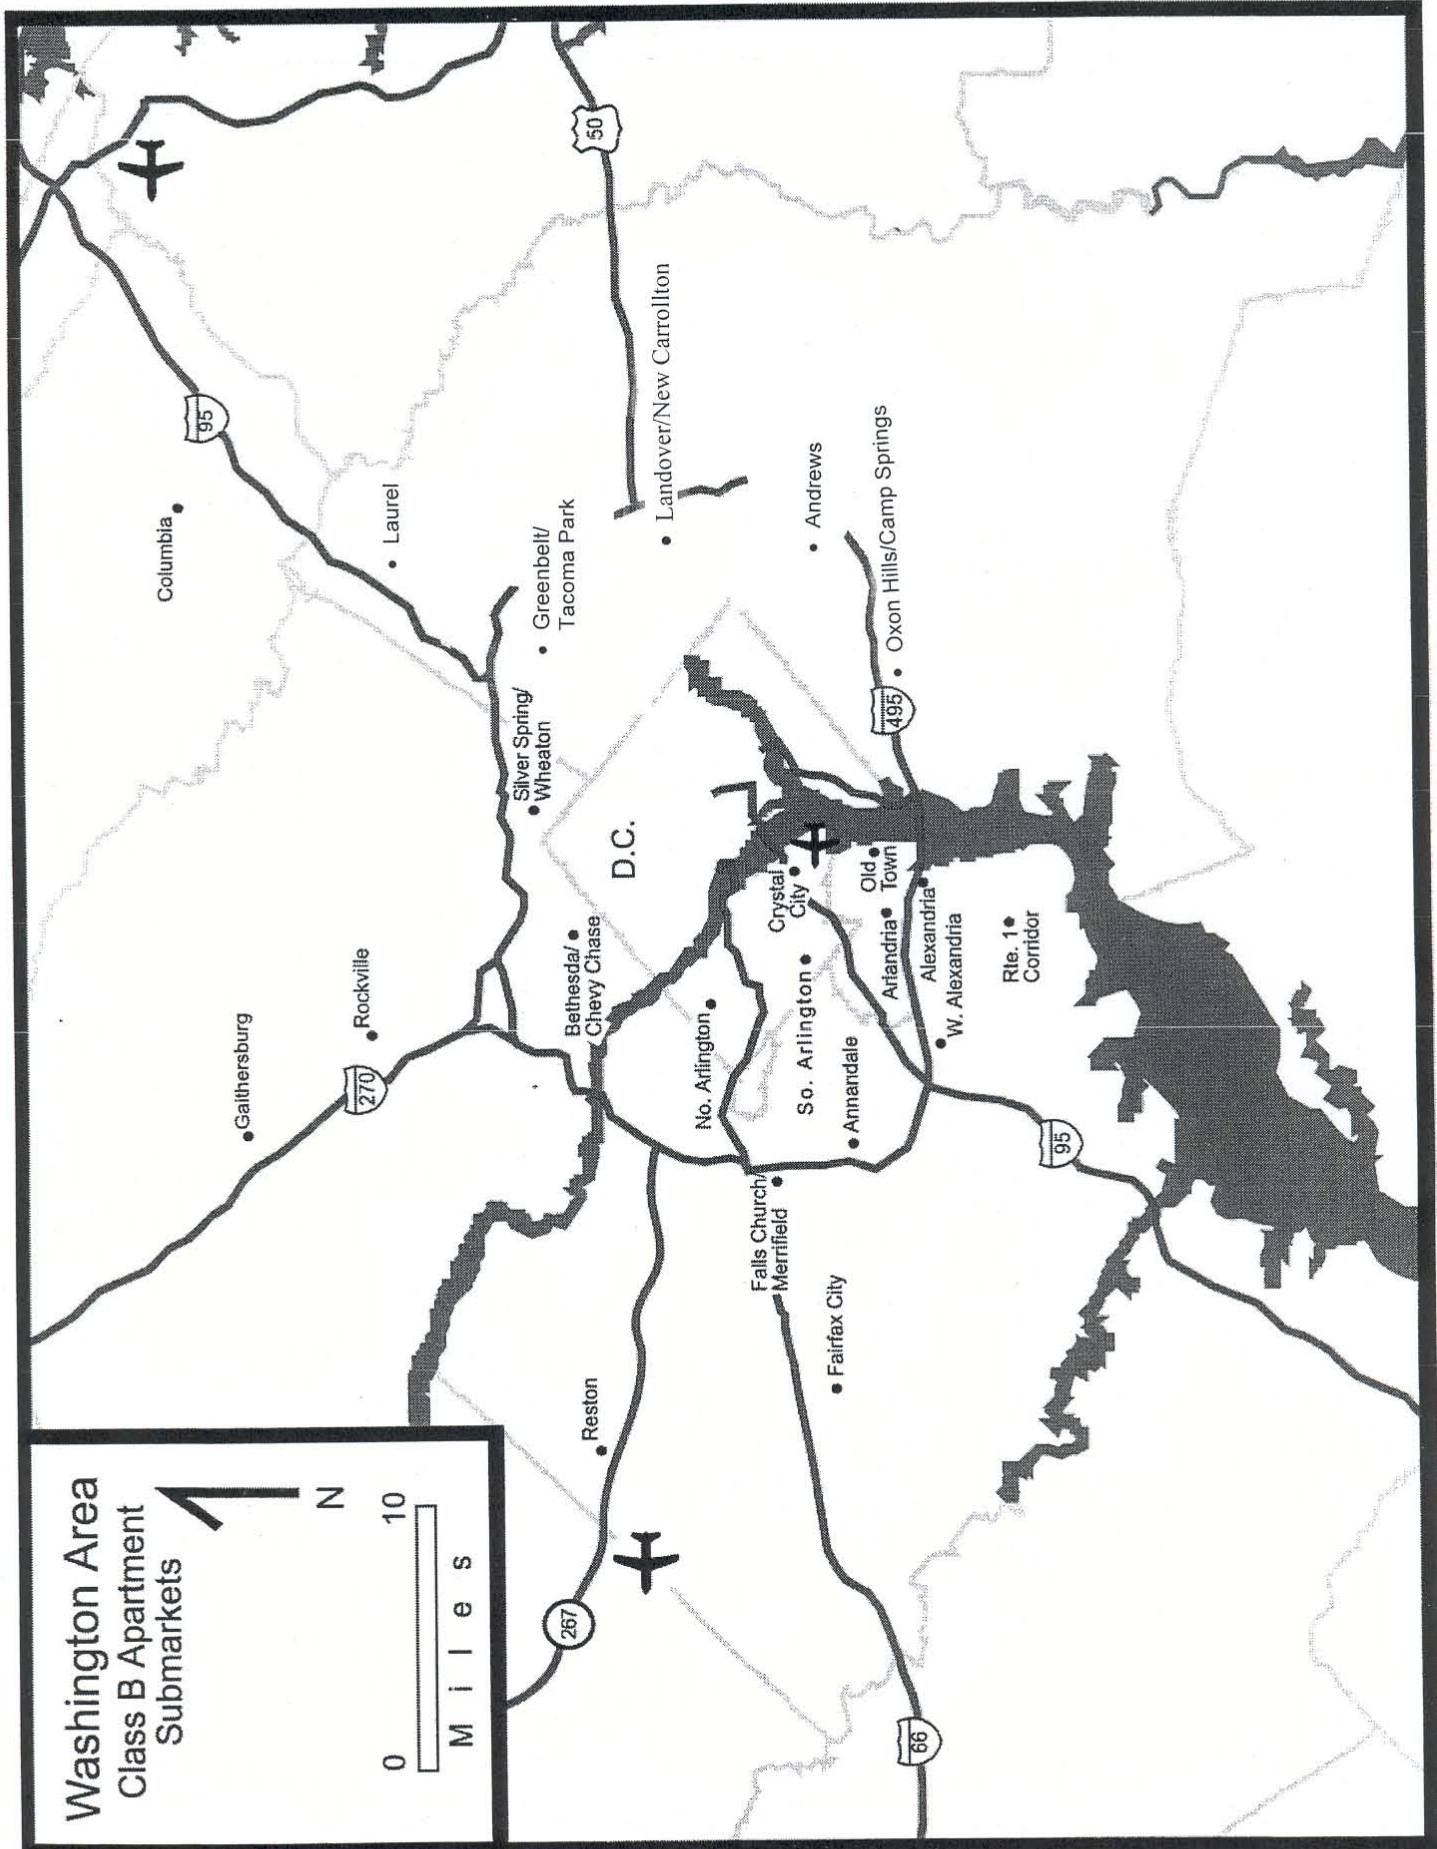 Washington Area
Class B Apartment
Submarkets
N
0
10
Miles
Columbia
95
Laurel
Gaithersburg
Rockville
270
Greenbelt/
Tacoma Park
Silver Spring/
Wheaton
50
Landover/New Carrollton
Bethesda/
Chevy Chase
D.C.
Andrews
Oxon Hills/Camp Springs
495
Reston
267
No. Arlington
So. Arlington
Crystal
City
Old
Town
Arlandria
Alexandria
W. Alexandria
Annandale
Falls Church/
Merrifield
Fairfax City
Rte. 1
Corridor
95
66